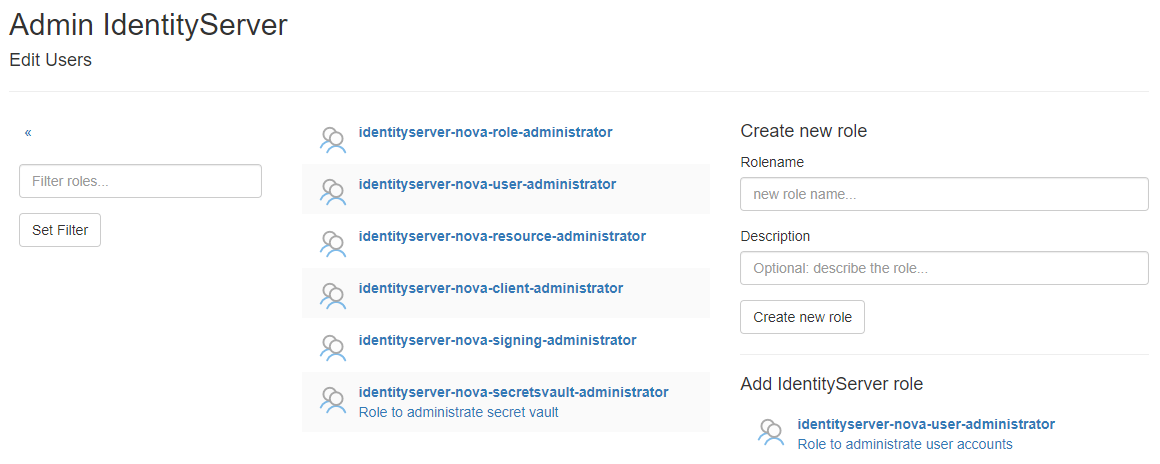 Admin IdentityServer
Edit Users
«
Filter roles...
Set Filter
identityserver-nova-role-administrator
identityserver-nova-user-administrator
identityserver-nova-resource-administrator
identityserver-nova-client-administrator
identityserver-nova-signing-administrator
identityserver-nova-secretsvault-administrator
Role to administrate secret vault
Create new role
Rolename
new role name...
Description
Optional: describe the role...
Create new role
Add IdentityServer role
identityserver-nova-user-administrator
Role to administrate user accounts